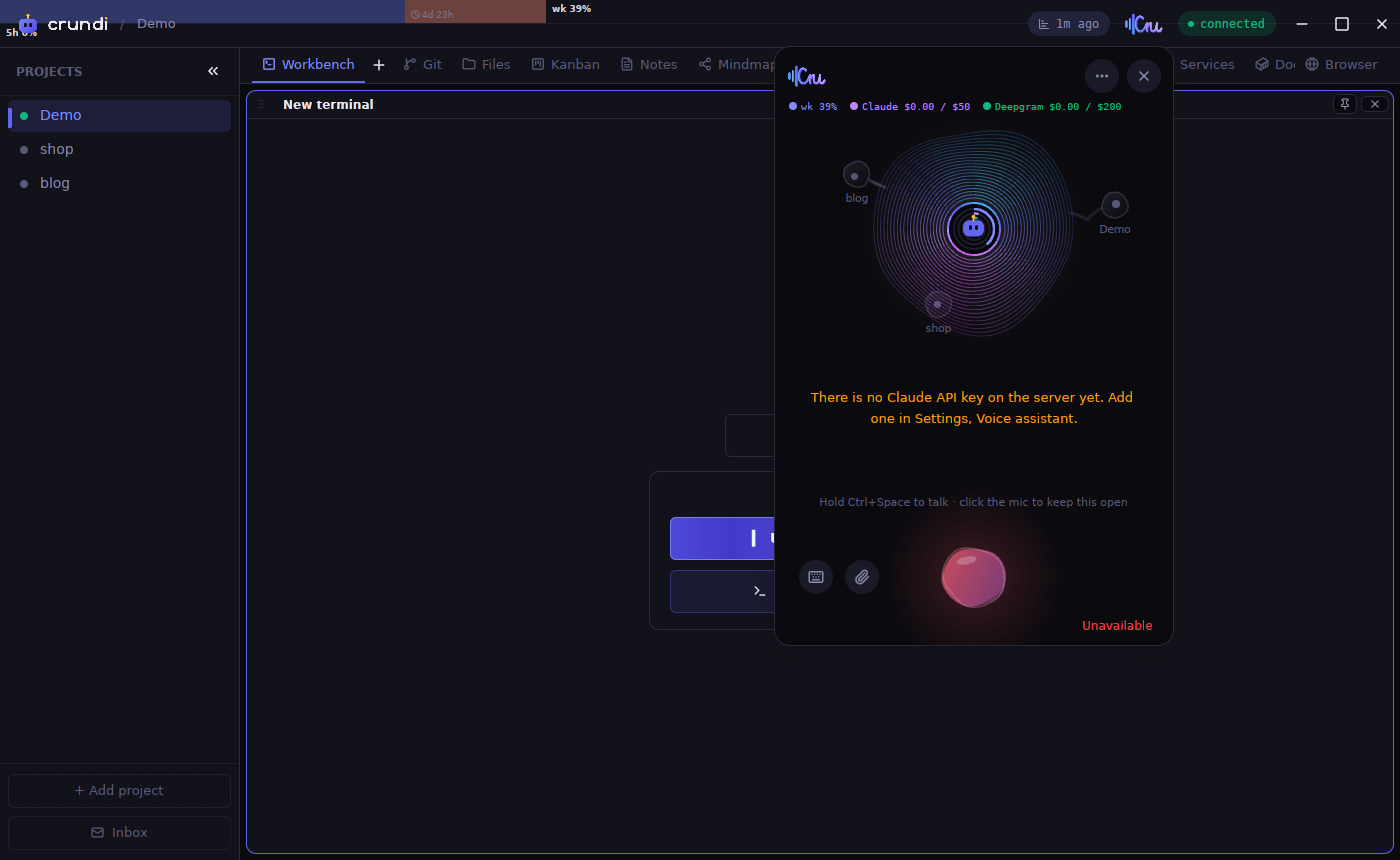 4d 23h
wk 39%
5h 0%
crundi / Demo
1m ago
Cru
connected
PROJECTS
Demo
shop
blog
+ Add project
Inbox
Workbench
Git
Files
Kanban
Notes
Mindmap
Services
Browser
New terminal
Cru
wk 39%
Claude $0.00 / $50
Deepgram $0.00 / $200
blog
Demo
shop
There is no Claude API key on the server yet. Add
one in Settings, Voice assistant.
Hold Ctrl+Space to talk · click the mic to keep this open
Unavailable